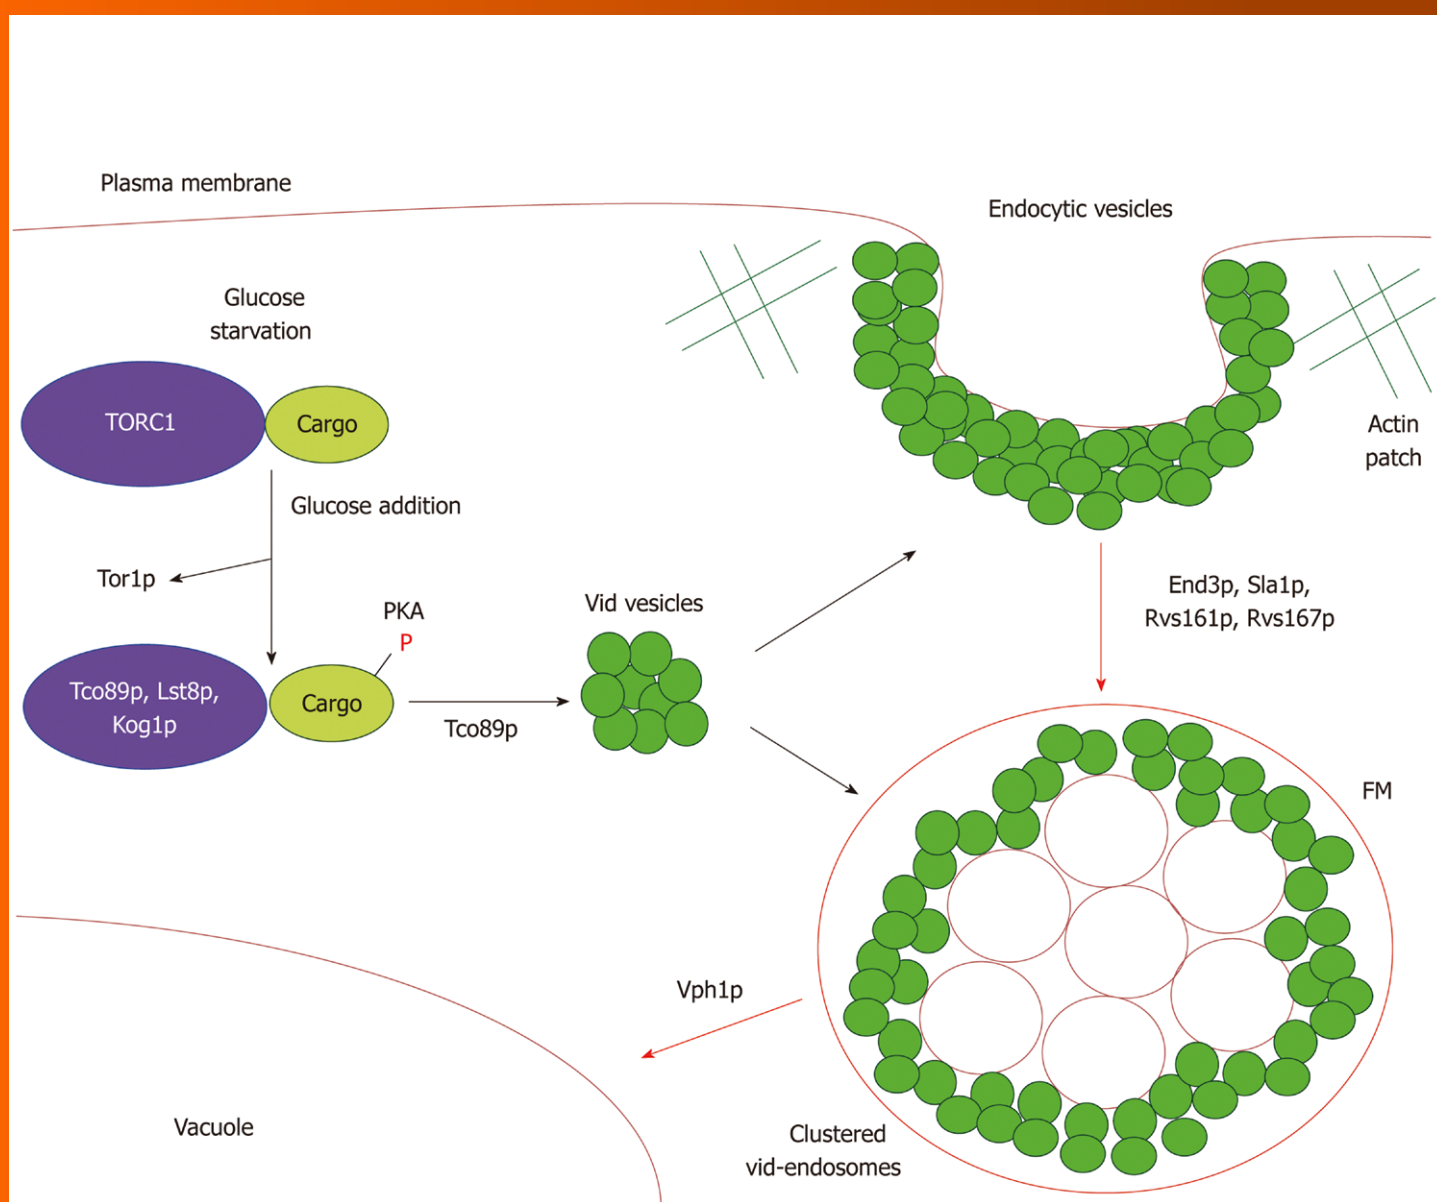 Plasma membrane
Endocytic vesicles
Glucose
starvation
TORC1
Cargo
Actin
patch
Glucose addition
Tor1p
PKA
P
Vid vesicles
End3p, Sla1p,
Rvs161p, Rvs167p
Tco89p, Lst8p,
Kog1p
Cargo
Tco89p
FM
Vph1p
Vacuole
Clustered
vid-endosomes